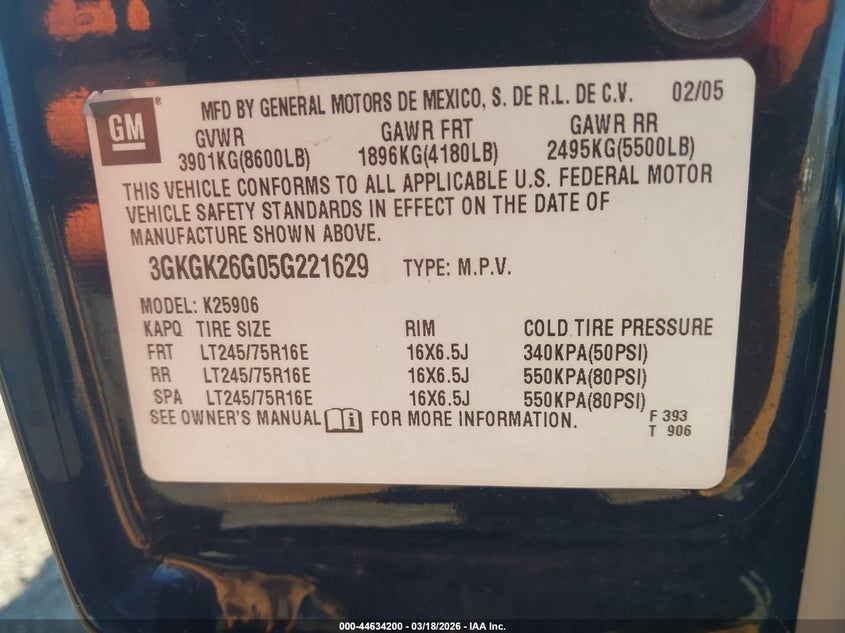 GM
MFD BY GENERAL MOTORS DE MEXICO, S. DE R.L. DE C.V. 02/05
GVWR GAWR FRT GAWR RR
3901KG(8600LB) 1896KG(4180LB) 2495KG(5500LB)
THIS VEHICLE CONFORMS TO ALL APPLICABLE U.S. FEDERAL MOTOR
VEHICLE SAFETY STANDARDS IN EFFECT ON THE DATE OF
MANUFACTURE SHOWN ABOVE.
3GKGK26G05G221629 TYPE: M.P.V.
MODEL: K25906
KAPQ TIRE SIZE RIM COLD TIRE PRESSURE
FRT LT245/75R16E 16X6.5J 340KPA(50PSI)
RR LT245/75R16E 16X6.5J 550KPA(80PSI)
SPA LT245/75R16E 16X6.5J 550KPA(80PSI)
SEE OWNER'S MANUAL i FOR MORE INFORMATION.
F 393
T 906
000-44634200 - 03/18/2026 - IAA Inc.